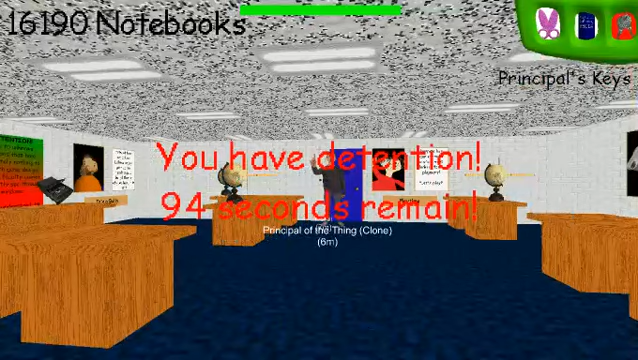 16190 Notebooks
Principal's Keys
You have detention!
94 seconds remain!
Principal of the Thing (Clone)
(6m)